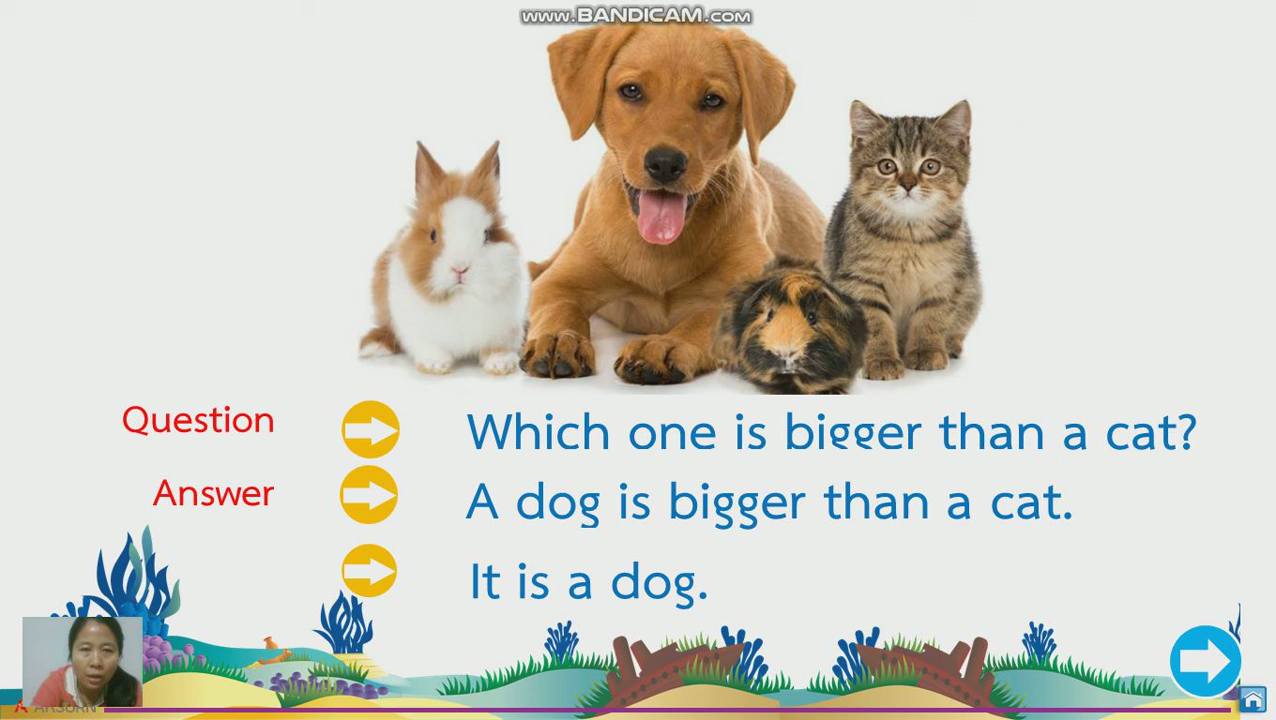 www.BANDICAM.com
Question
Which one is bigger than a cat?
Answer
A dog is bigger than a cat.
It is a dog.